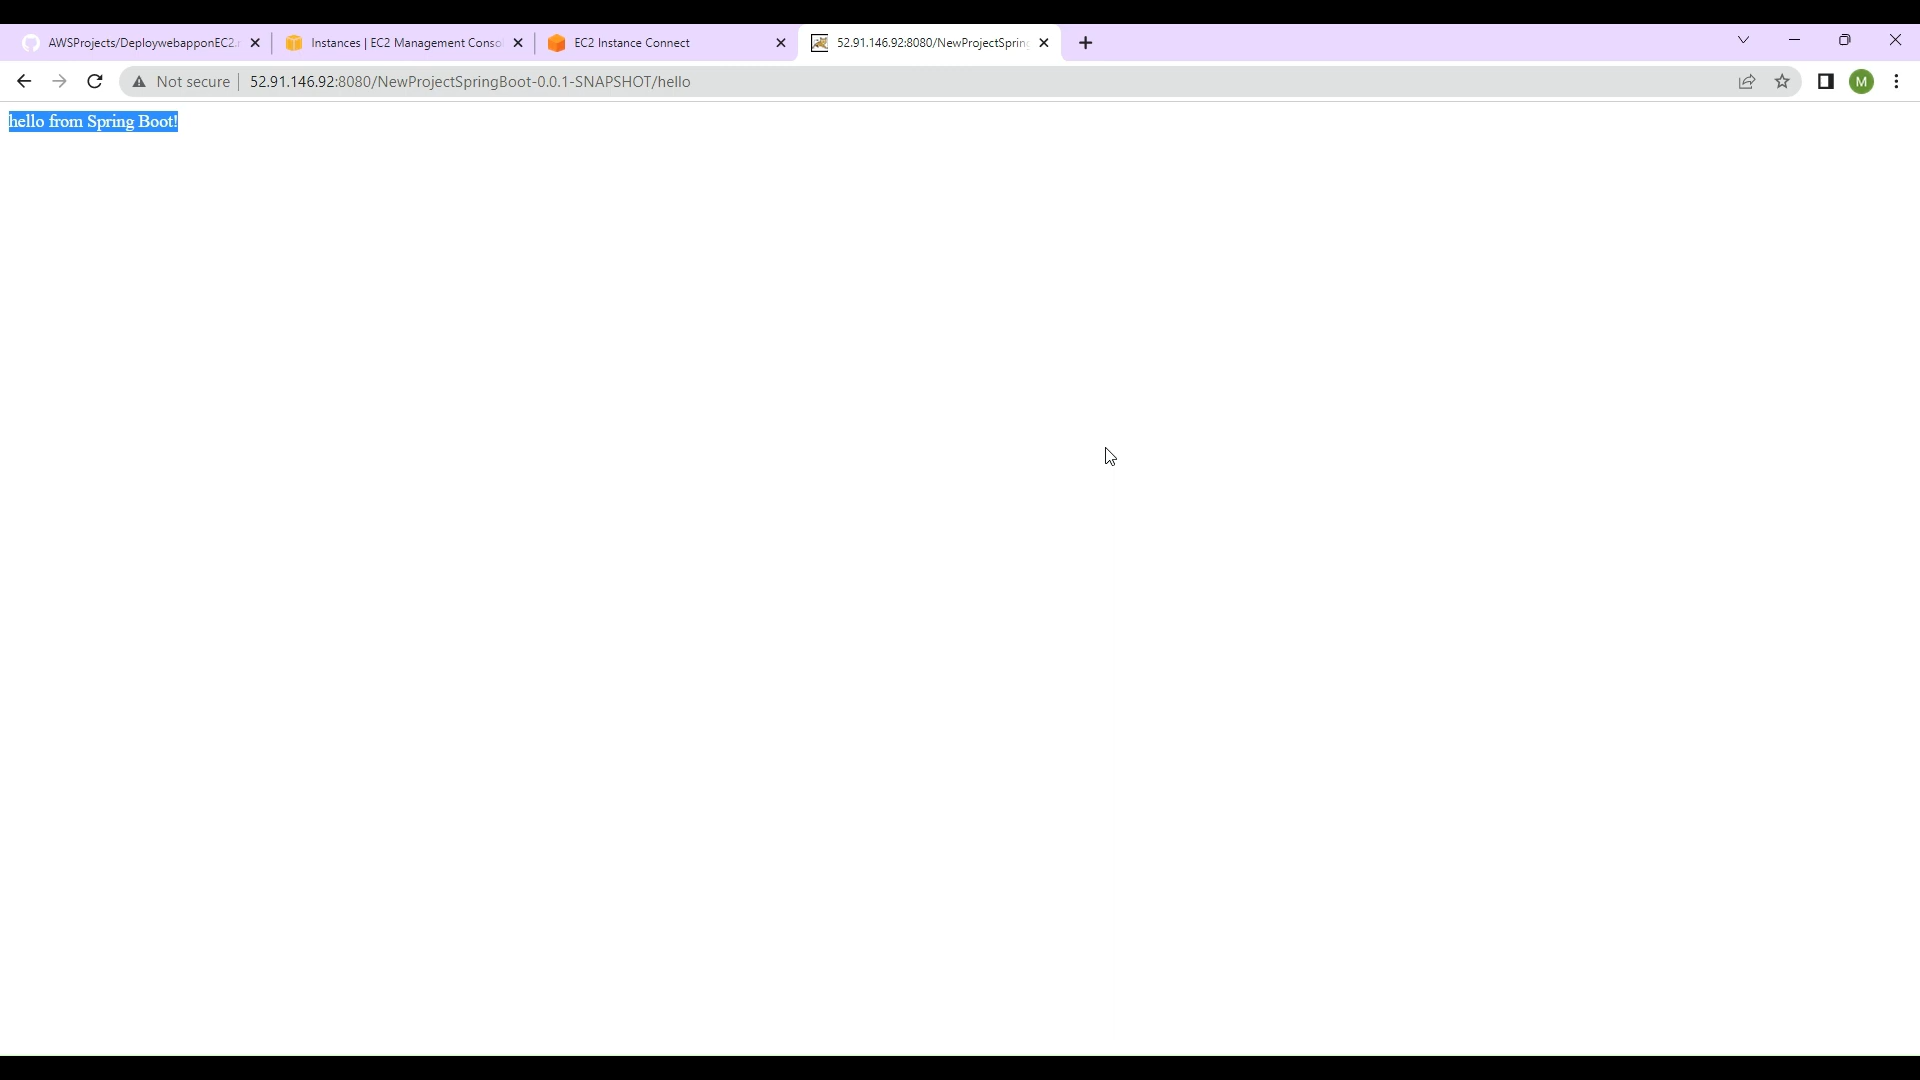 AWSProjects/DeploywebapponEC2.
Instances | EC2 Management Conso
EC2 Instance Connect
52.91.146.92:8080/NewProjectSpring
Not secure
52.91.146.92:8080/NewProjectSpringBoot-0.0.1-SNAPSHOT/hello
M
hello from Spring Boot!